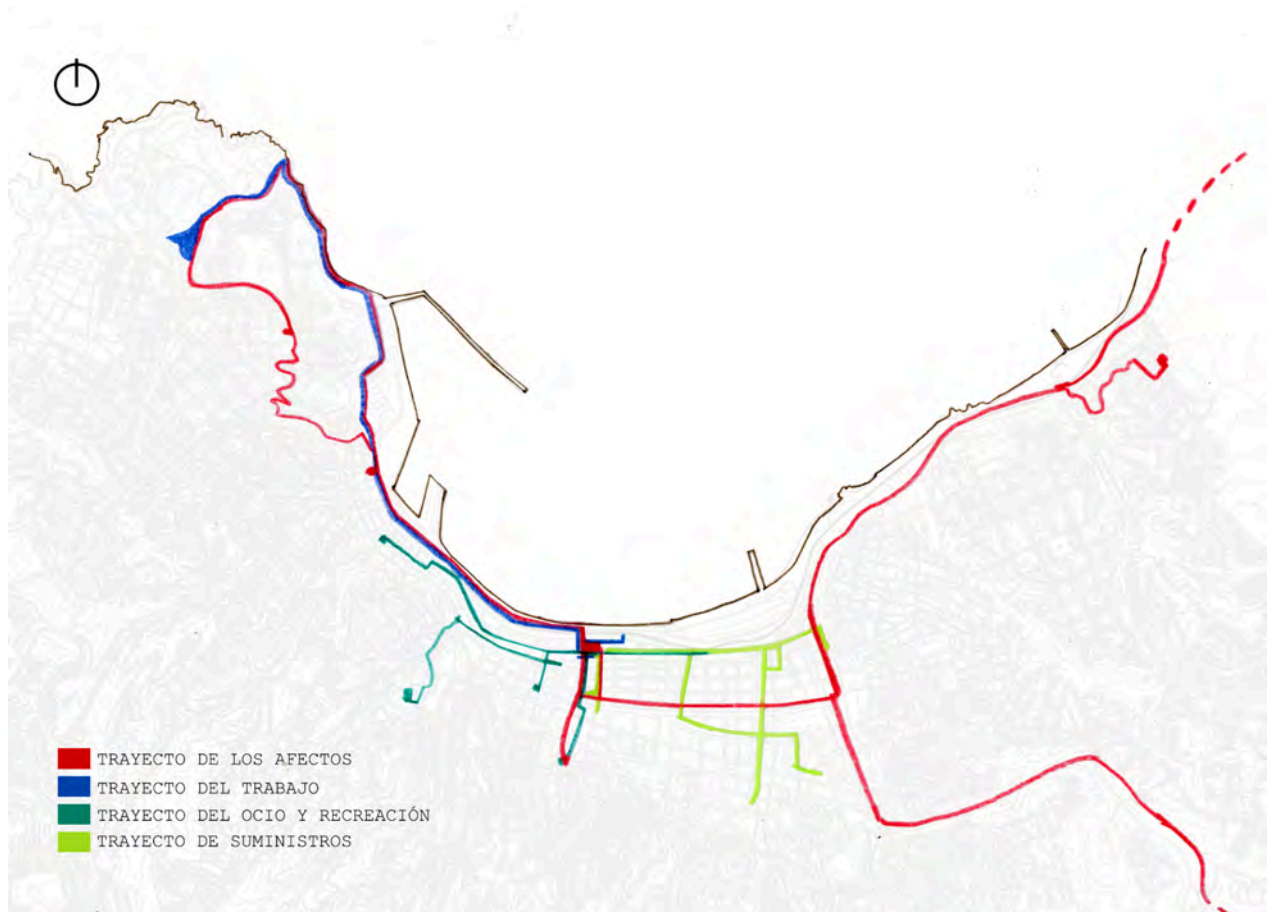 TRAYECTO DE LOS AFECTOS
TRAYECTO DEL TRABAJO
TRAYECTO DEL OCIO Y RECREACIÓN
TRAYECTO DE SUMINISTROS